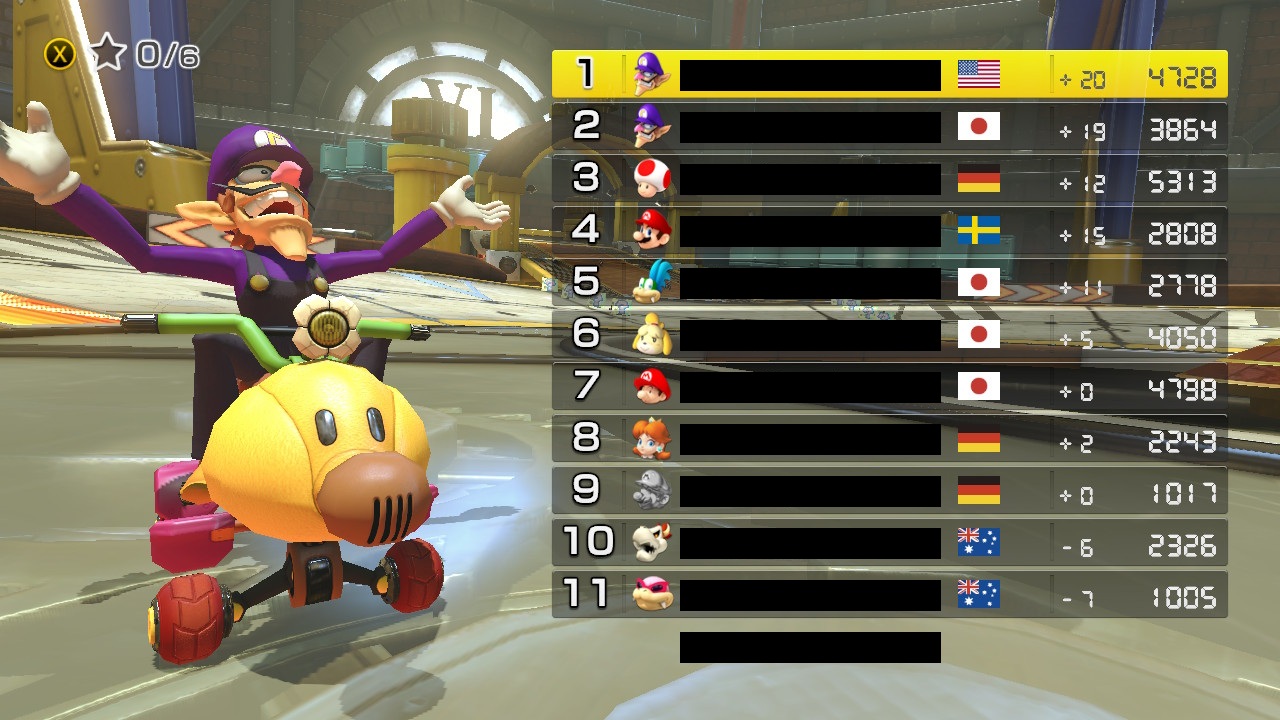 X 0/6
1 + 20 4728
2 + 19 3864
3 + 12 5313
4 + 15 2808
5 + 11 2778
6 + 5 4050
7 + 0 4798
8 + 2 2243
9 + 0 1017
10 - 6 2326
11 - 7 1005
VI